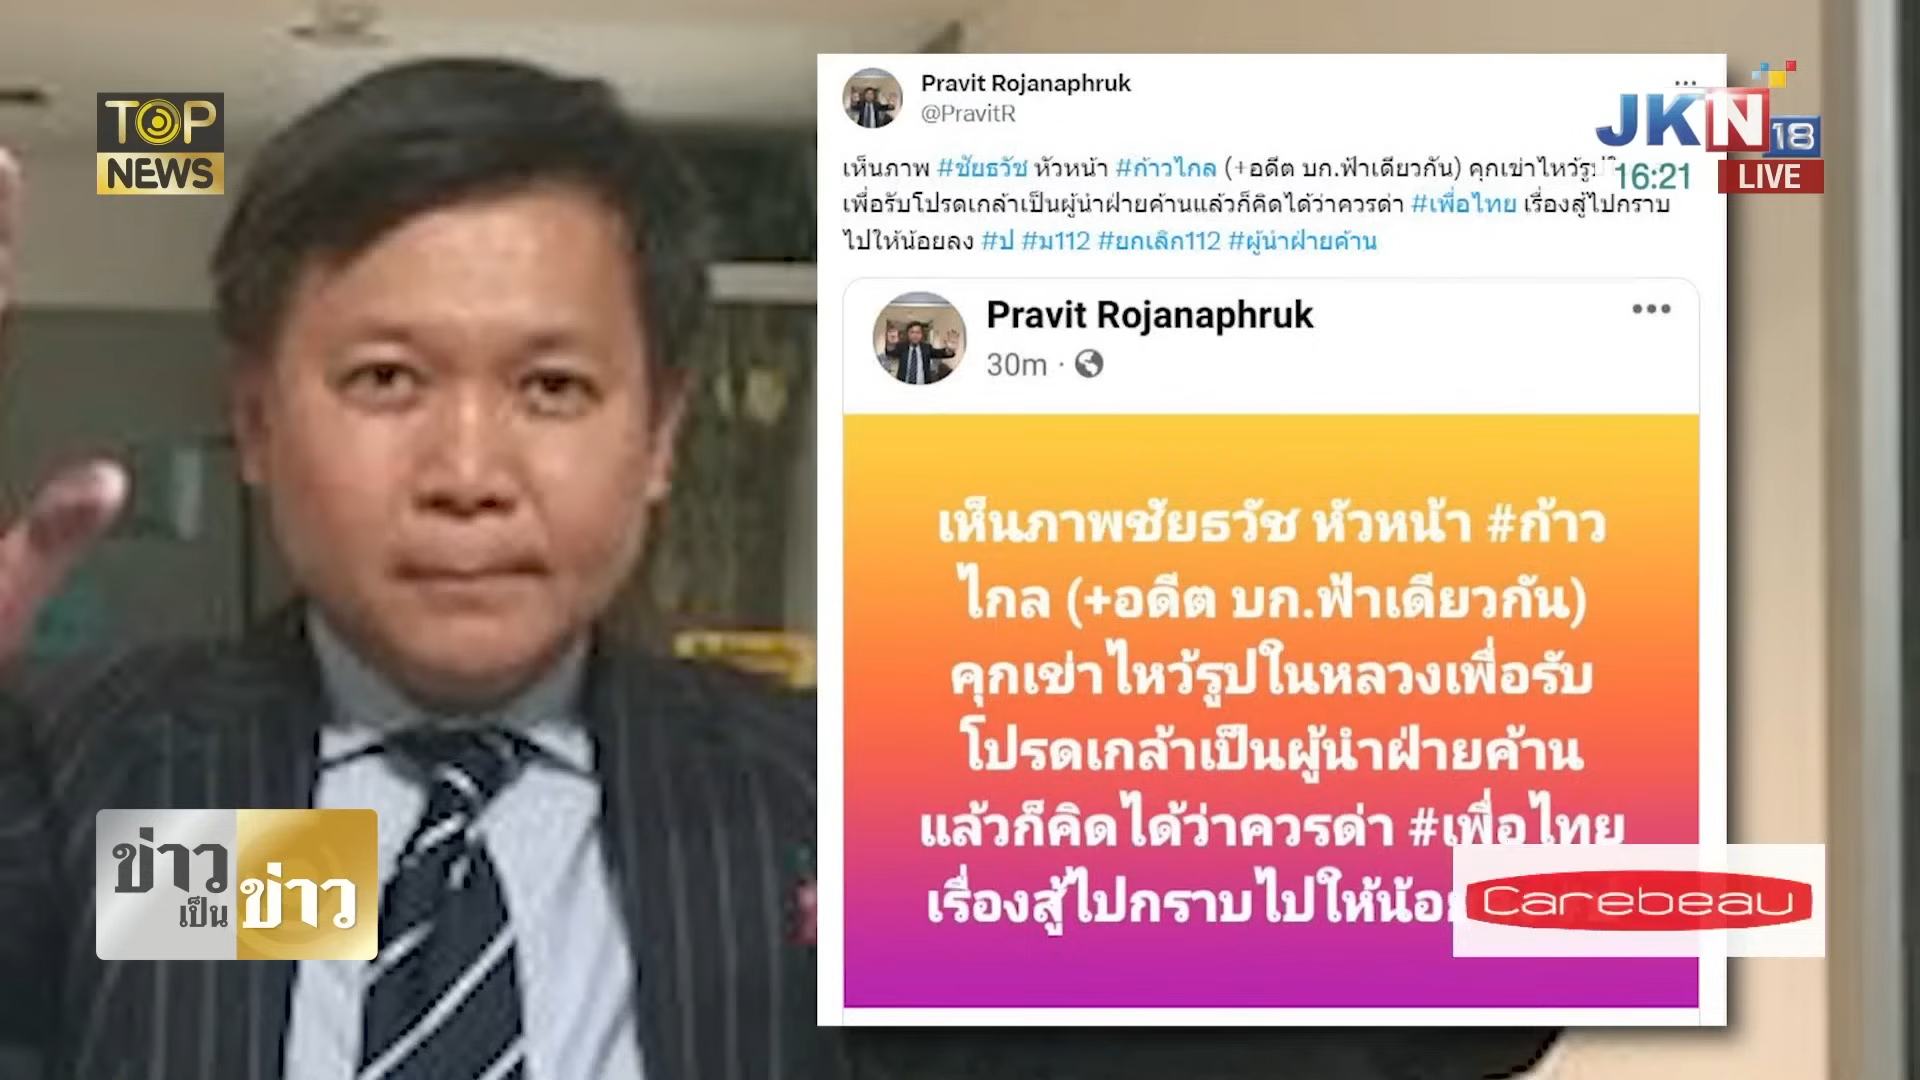 TOP
NEWS
Pravit Rojanaphruk
@PravitR
เห็นภาพ #ชัยธวัช หัวหน้า #ก้าวไกล (+อดีต บก.ฟ้าเดียวกัน) คุกเข่าไหว้รูป
เพื่อรับโปรดเกล้าเป็นผู้นำฝ่ายค้านแล้วก็คิดได้ว่าควรด่า #เพื่อไทย เรื่องสู้ไปกราบ
ไปให้น้อยลง #ป #ม112 #ยกเลิก112 #ผู้นำฝ่ายค้าน
JKN18
16:21 LIVE
Pravit Rojanaphruk
30m ·
เห็นภาพชัยธวัช หัวหน้า #ก้าว
ไกล (+อดีต บก.ฟ้าเดียวกัน)
คุกเข่าไหว้รูปในหลวงเพื่อรับ
โปรดเกล้าเป็นผู้นำฝ่ายค้าน
แล้วก็คิดได้ว่าควรด่า #เพื่อไทย
เรื่องสู้ไปกราบไปให้น้อย
Carebeau
ข่าว
เป็น
ข่าว